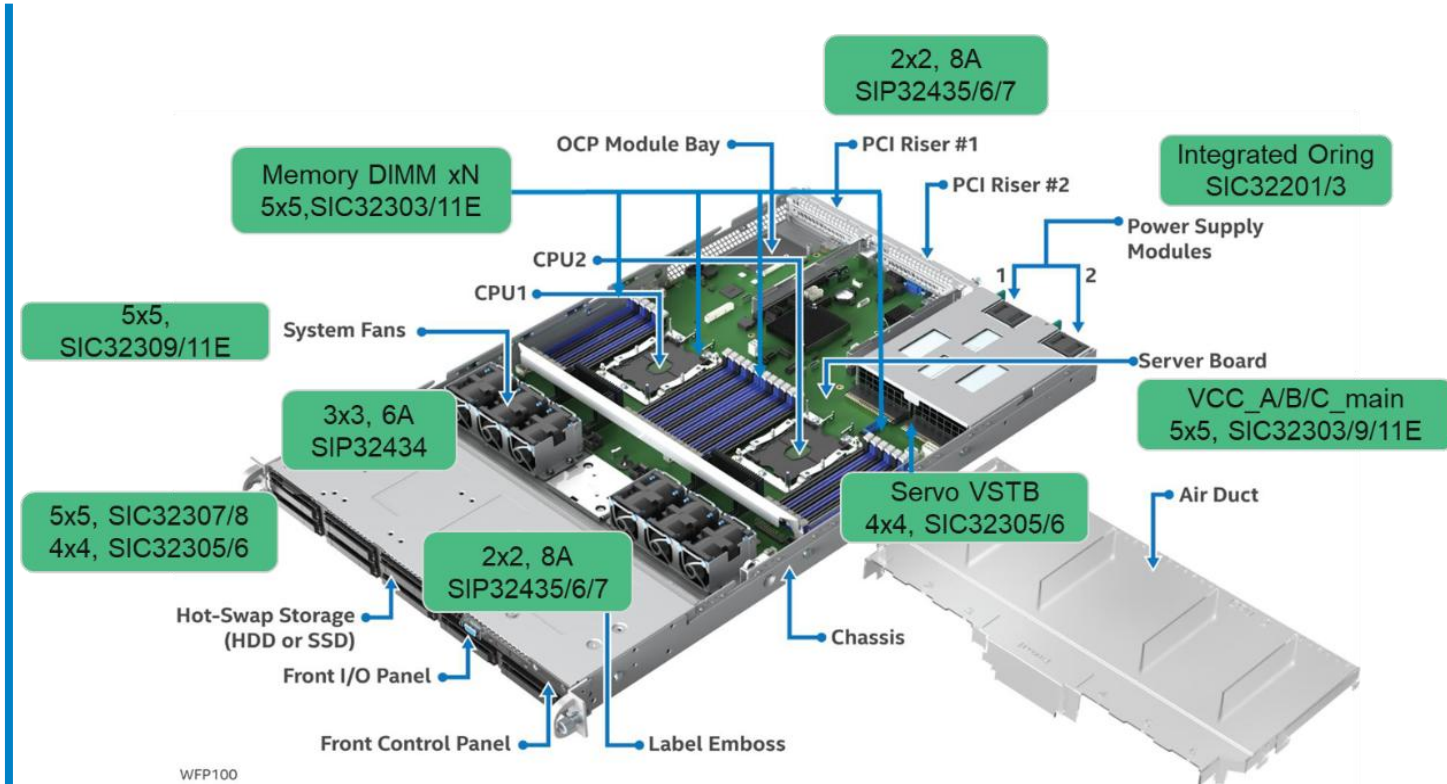 2x2, 8A
SIP32435/6/7
OCP Module Bay
PCI Riser #1
Memory DIMM xN
5x5,SIC32303/11E
Integrated Oring
SIC32201/3
PCI Riser #2
Power Supply
Modules
CPU2
1
2
CPU1
5x5,
SIC32309/11E
System Fans
Server Board
3x3, 6A
SIP32434
VCC_A/B/C_main
5x5, SIC32303/9/11E
Servo VSTB
4x4, SIC32305/6
Air Duct
5x5, SIC32307/8
4x4, SIC32305/6
2x2, 8A
SIP32435/6/7
Hot-Swap Storage
(HDD or SSD)
Chassis
Front I/O Panel
Front Control Panel
Label Emboss
WFP100